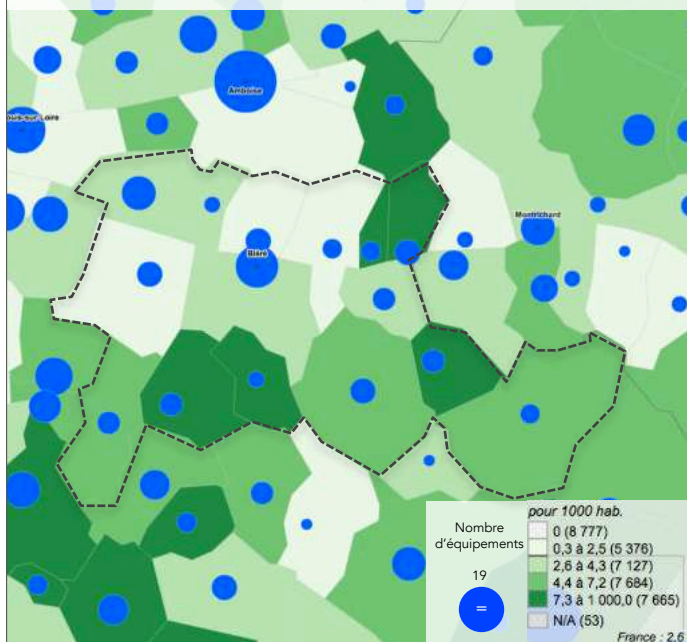 Amboise
Montrichard
Bléré
Nombre
d'équipements
19
=
pour 1000 hab.
0 (8 777)
0,3 à 2,5 (5 376)
2,6 à 4,3 (7 127)
4,4 à 7,2 (7 684)
7,3 à 1 000,0 (7 665)
N/A (53)
France : 2,6